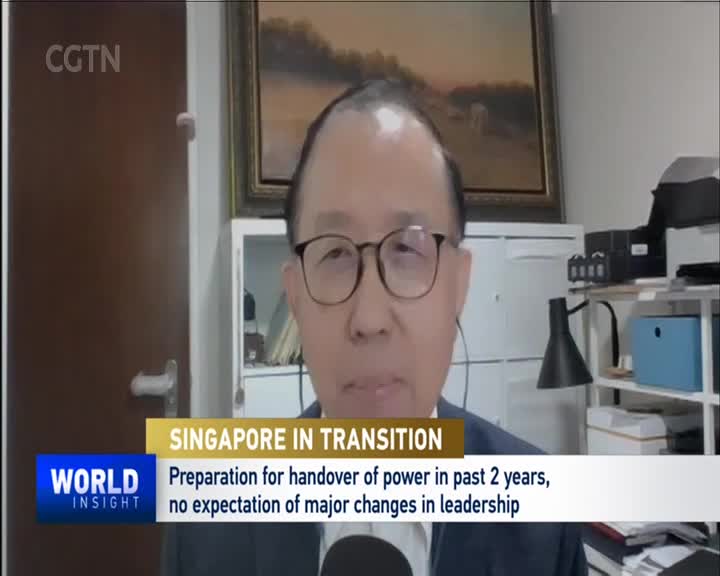 CGTN
SINGAPORE IN TRANSITION
WORLD
INSIGHT
Preparation for handover of power in past 2 years,
no expectation of major changes in leadership